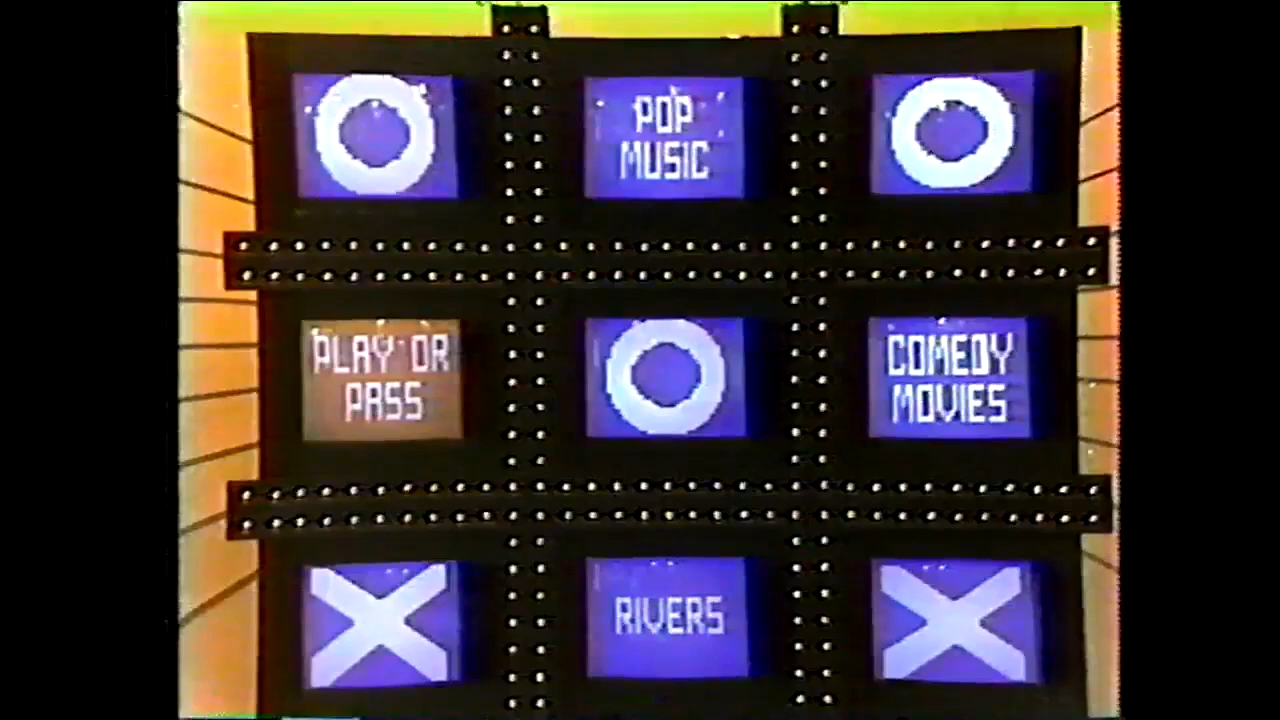 O
POP
MUSIC
O
PLAY OR
PASS
O
COMEDY
MOVIES
X
RIVERS
X